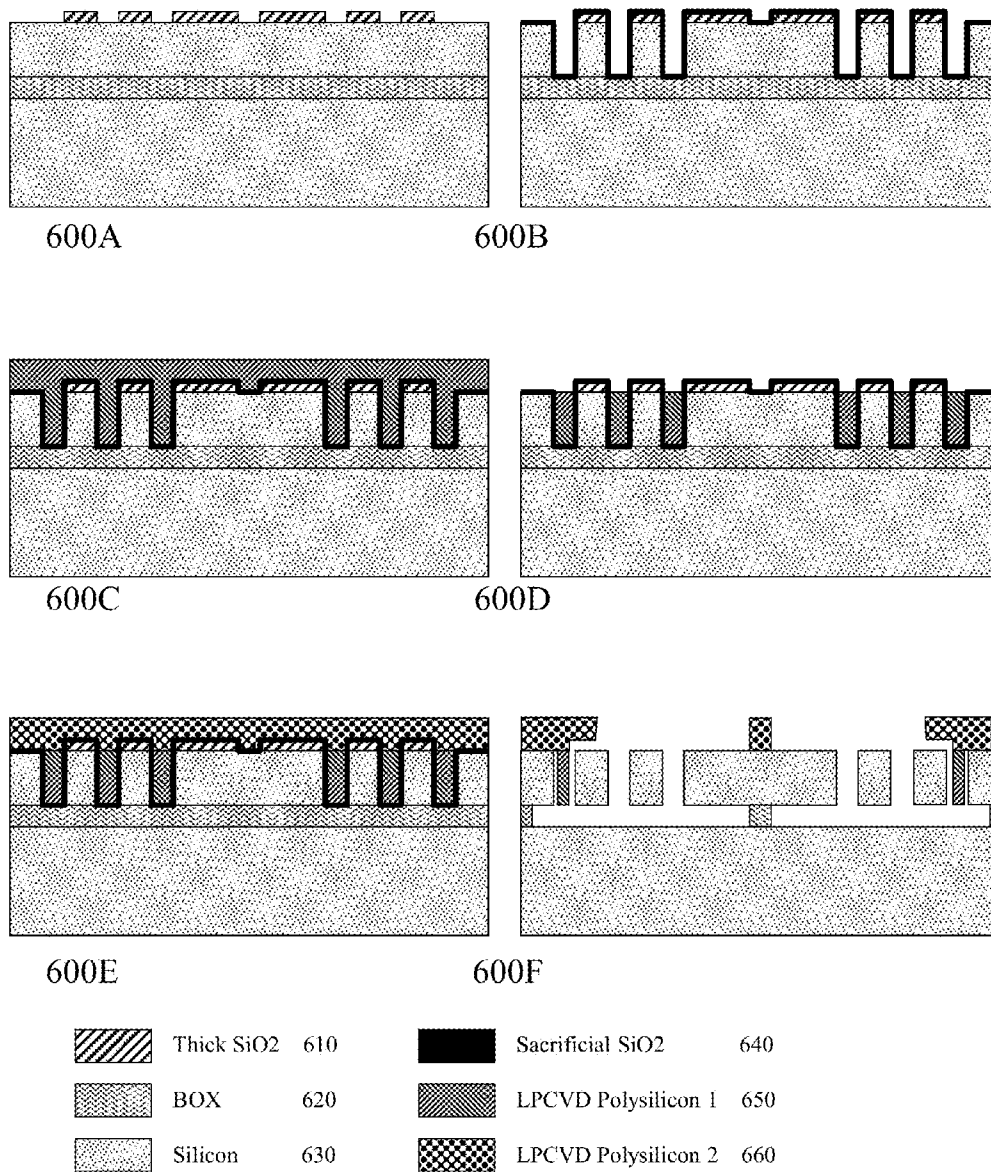 600A 600B
600C 600D
600E 600F
Thick SiO2 610 Sacrificial SiO2 640
BOX 620 LPCVD Polysilicon 1 650
Silicon 630 LPCVD Polysilicon 2 660